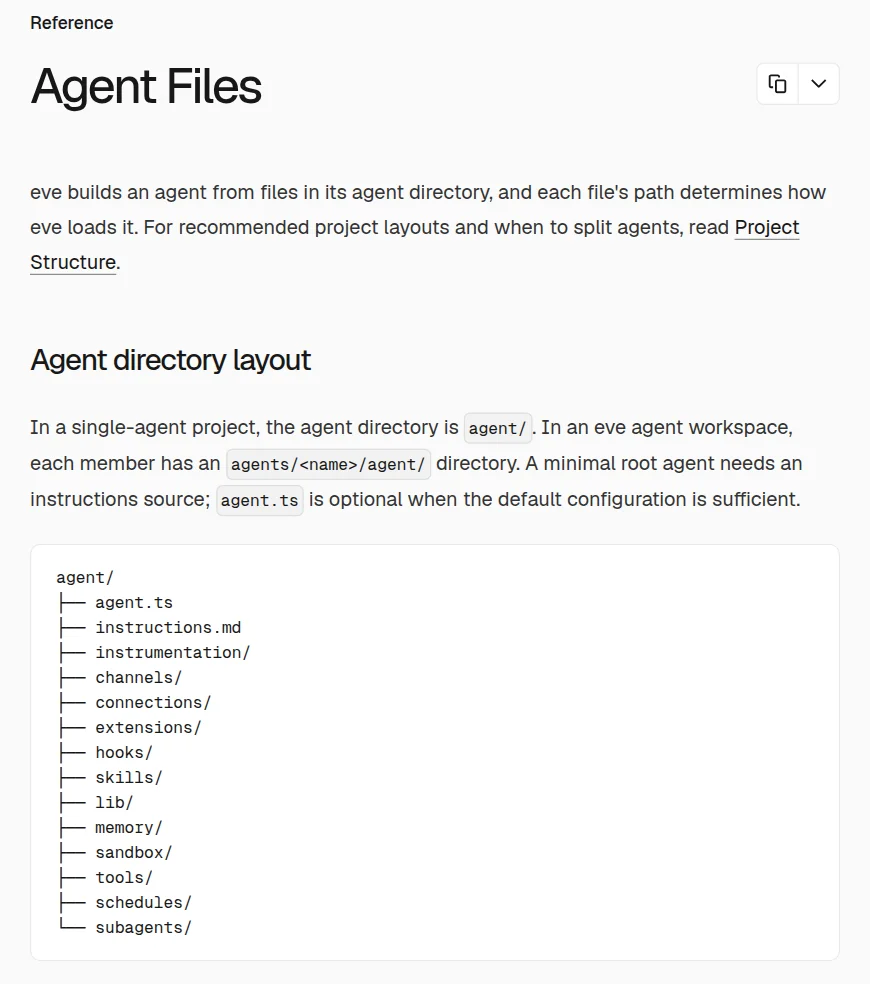 Reference
Agent Files
eve builds an agent from files in its agent directory, and each file's path determines how
eve loads it. For recommended project layouts and when to split agents, read Project
Structure.
Agent directory layout
In a single-agent project, the agent directory is agent/. In an eve agent workspace,
each member has an agents/<name>/agent/ directory. A minimal root agent needs an
instructions source; agent.ts is optional when the default configuration is sufficient.
agent/
├── agent.ts
├── instructions.md
├── instrumentation/
├── channels/
├── connections/
├── extensions/
├── hooks/
├── skills/
├── lib/
├── memory/
├── sandbox/
├── tools/
├── schedules/
└── subagents/